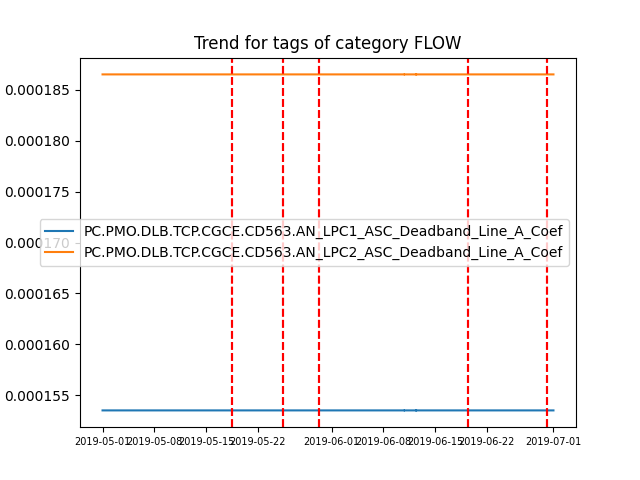 Trend for tags of category FLOW
0.000185
0.000180
0.000175
0.000170
0.000165
0.000160
0.000155
PC.PMO.DLB.TCP.CGCE.CD563.AN_LPC1_ASC_Deadband_Line_A_Coef
PC.PMO.DLB.TCP.CGCE.CD563.AN_LPC2_ASC_Deadband_Line_A_Coef
2019-05-01 2019-05-08 2019-05-15 2019-05-22 2019-06-01 2019-06-08 2019-06-15 2019-06-22 2019-07-01